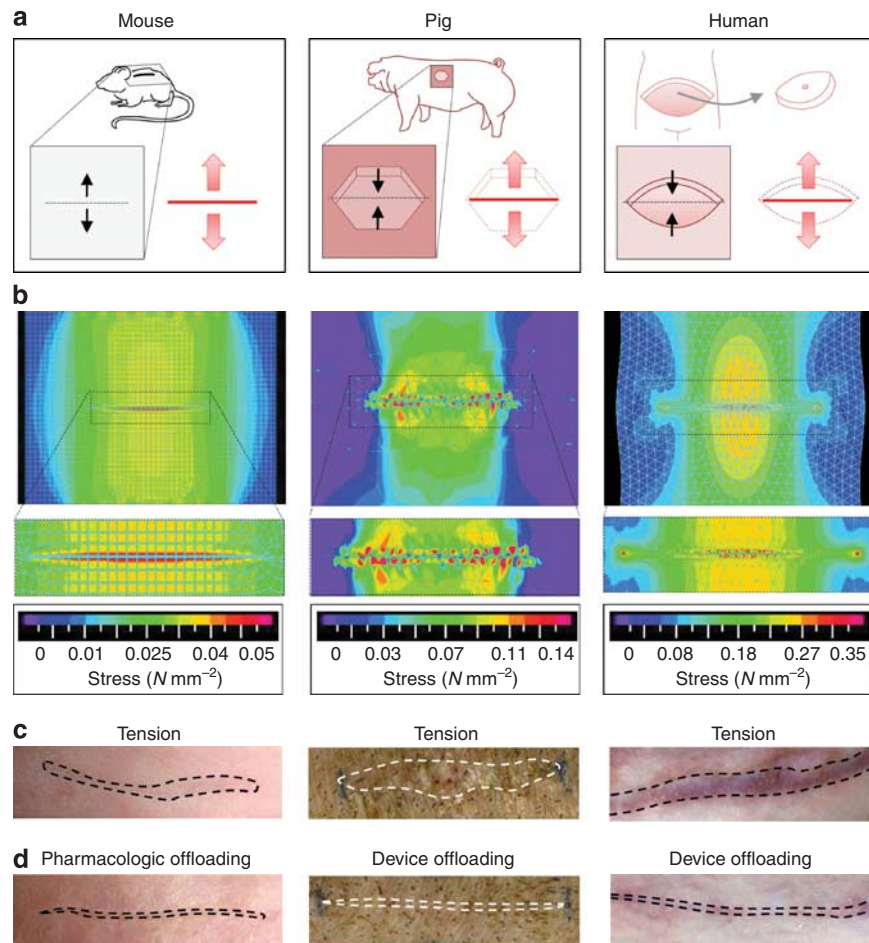 a
Mouse
Pig
Human
b
0 0.01 0.025 0.04 0.05
Stress (N mm⁻²)
0 0.03 0.07 0.11 0.14
Stress (N mm⁻²)
0 0.08 0.18 0.27 0.35
Stress (N mm⁻²)
c
Tension
Tension
Tension
d
Pharmacologic offloading
Device offloading
Device offloading